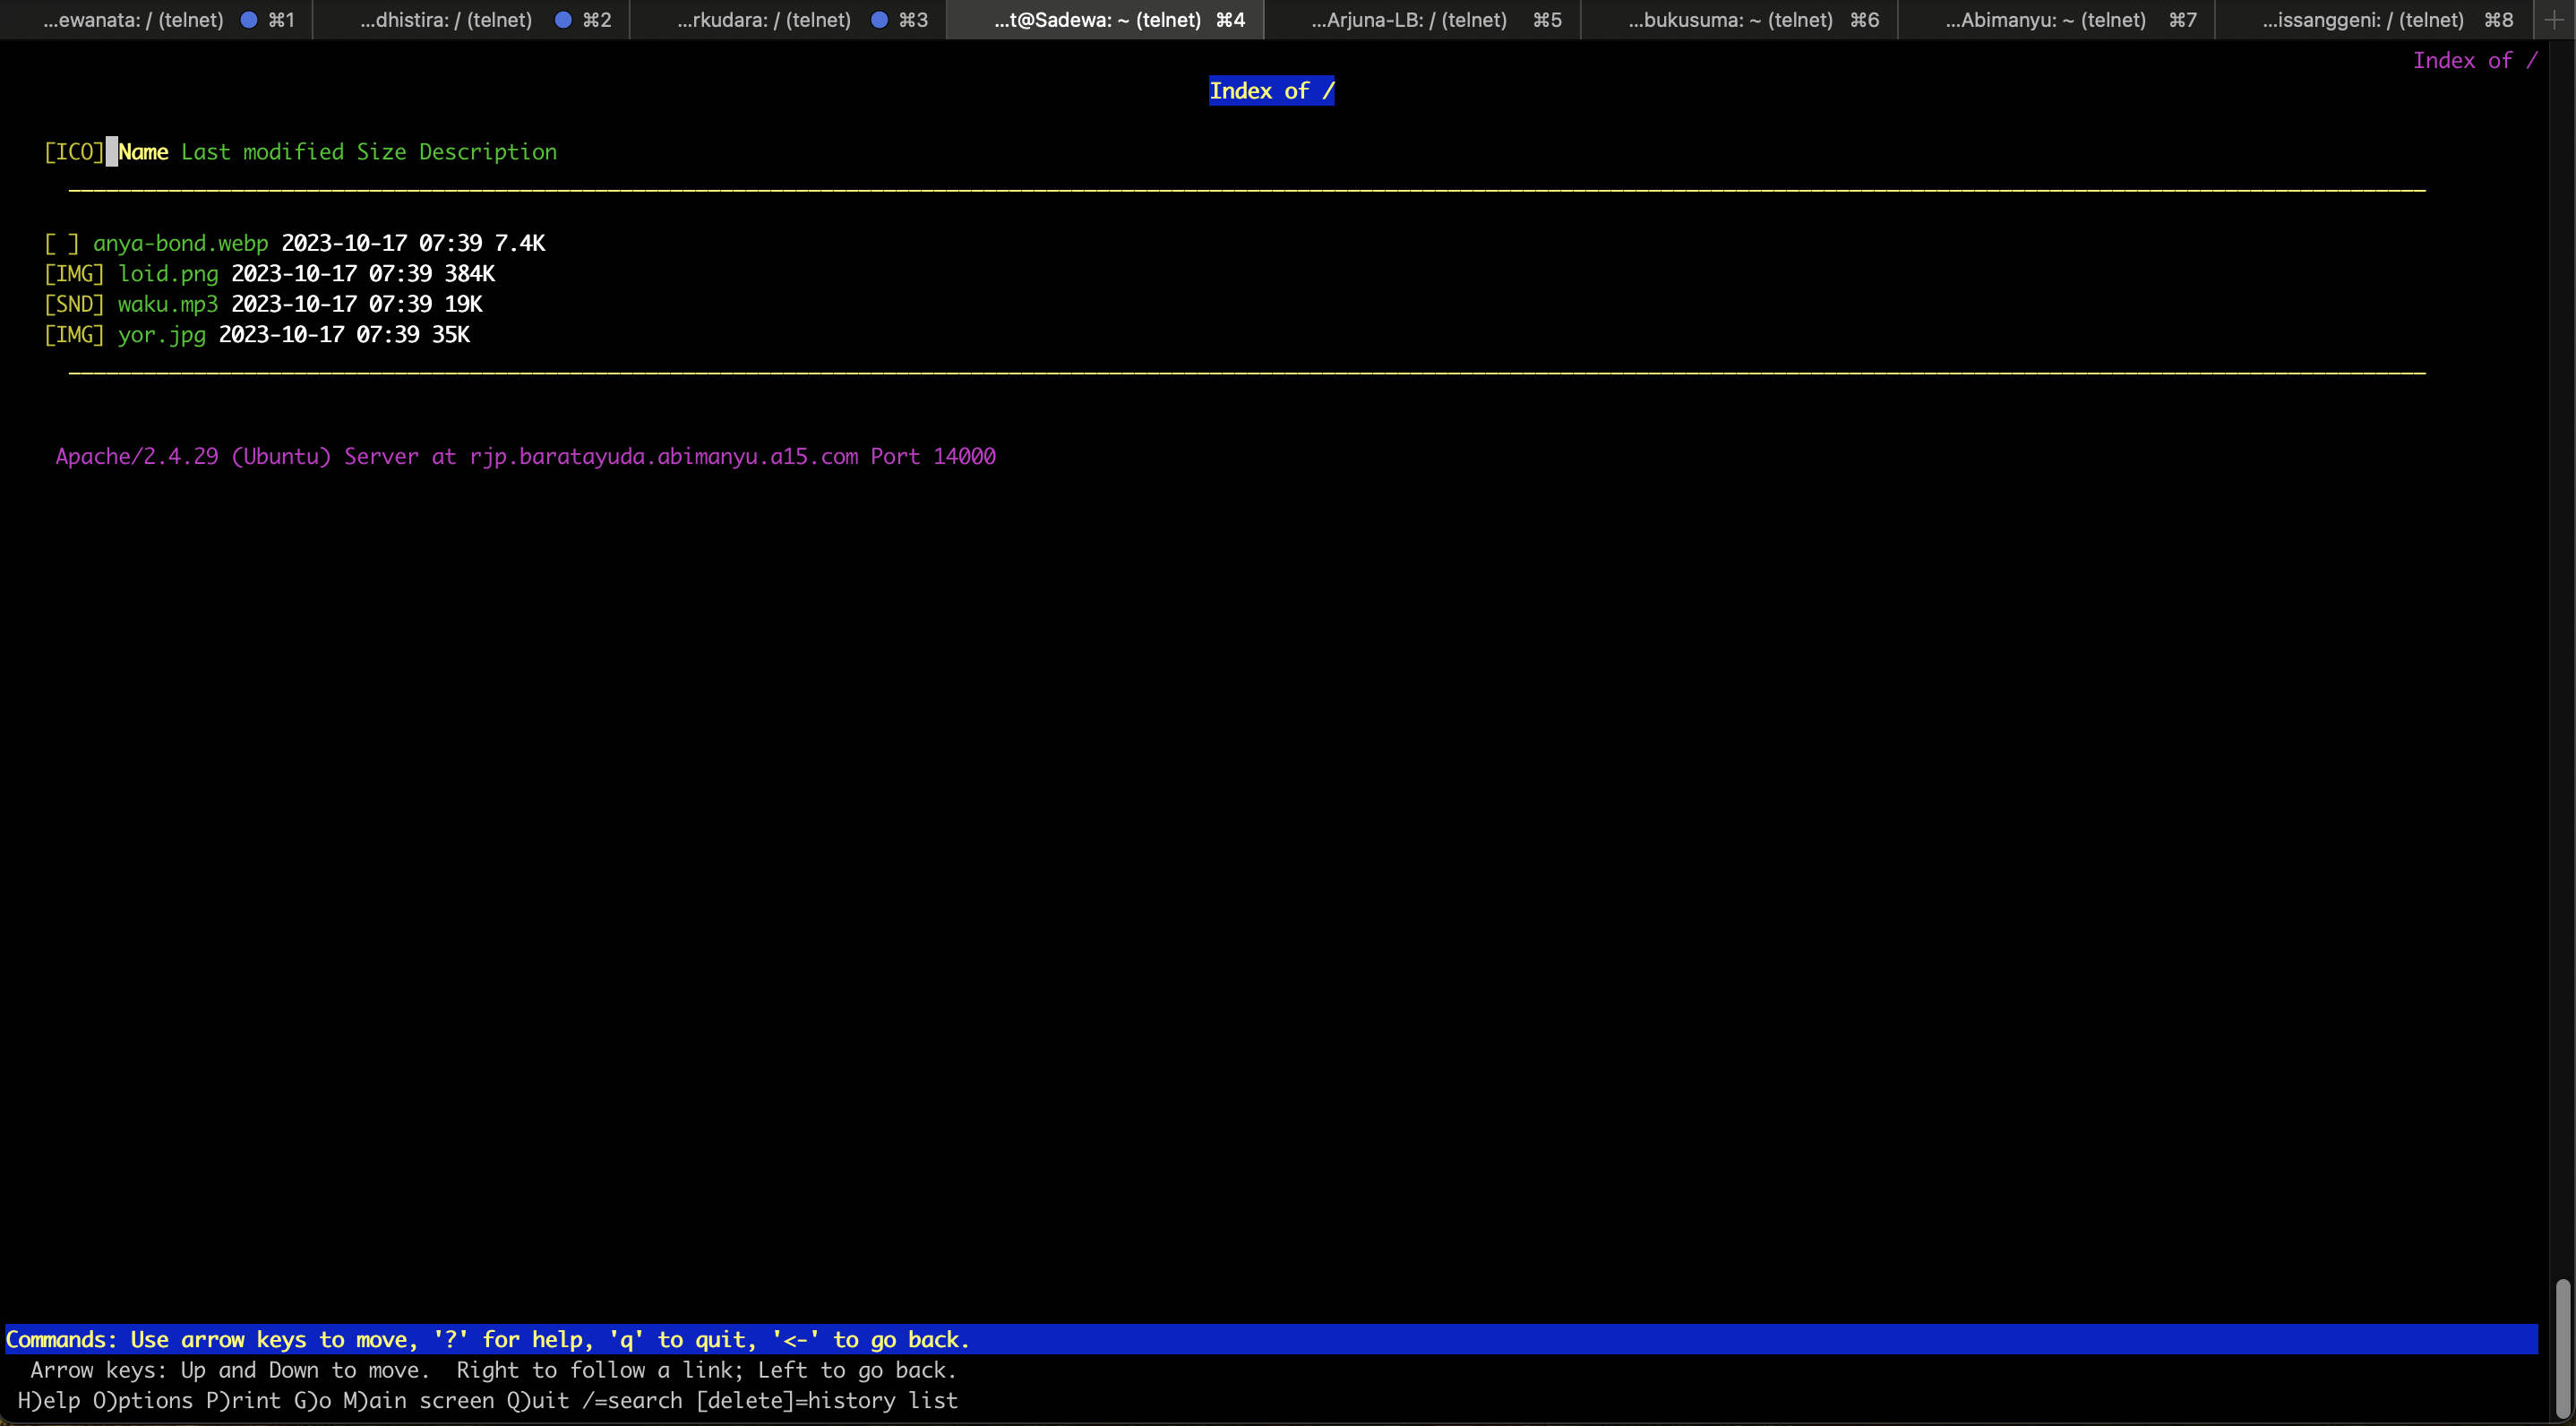 ...ewanata: / (telnet) ⌘1 ...dhistira: / (telnet) ⌘2 ...rkudara: / (telnet) ⌘3 ...t@Sadewa: ~ (telnet) ⌘4 ...Arjuna-LB: / (telnet) ⌘5 ...bukusuma: ~ (telnet) ⌘6 ...Abimanyu: ~ (telnet) ⌘7 ...issanggeni: / (telnet) ⌘8 +
Index of /
Index of /
[ICO] Name Last modified Size Description
[ ] anya-bond.webp 2023-10-17 07:39 7.4K
[IMG] loid.png 2023-10-17 07:39 384K
[SND] waku.mp3 2023-10-17 07:39 19K
[IMG] yor.jpg 2023-10-17 07:39 35K
Apache/2.4.29 (Ubuntu) Server at rjp.baratayuda.abimanyu.a15.com Port 14000
Commands: Use arrow keys to move, '?' for help, 'q' to quit, '<-' to go back.
Arrow keys: Up and Down to move.  Right to follow a link; Left to go back.
H)elp O)ptions P)rint G)o M)ain screen Q)uit /=search [delete]=history list